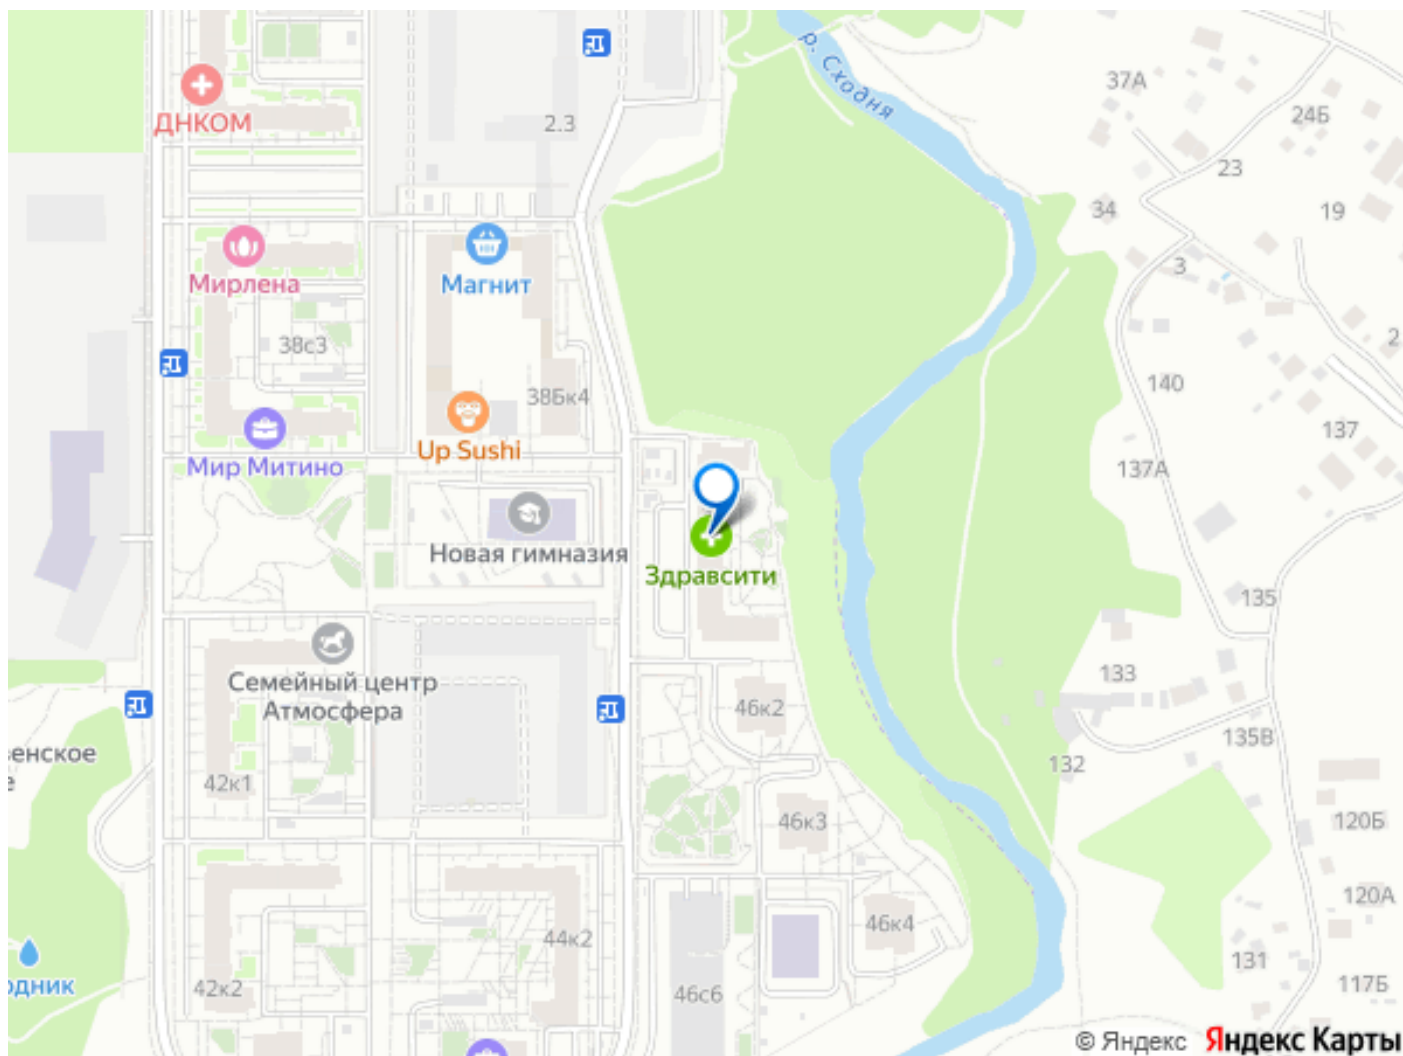 р. Сходня
37А
ДНКОМ
2.3
24Б
23
34
19
3
Мирлена
Магнит
38с3
2
140
38Бк4
137
Up Sushi
Мир Митино
137А
Новая гимназия
Здравсити
135
133
Семейный центр
Атмосфера
46к2
135В
енское
е
132
42к1
46к3
120Б
120А
46к4
44к2
131
одник
42к2
46с6
117Б
© Яндекс Яндекс Карты